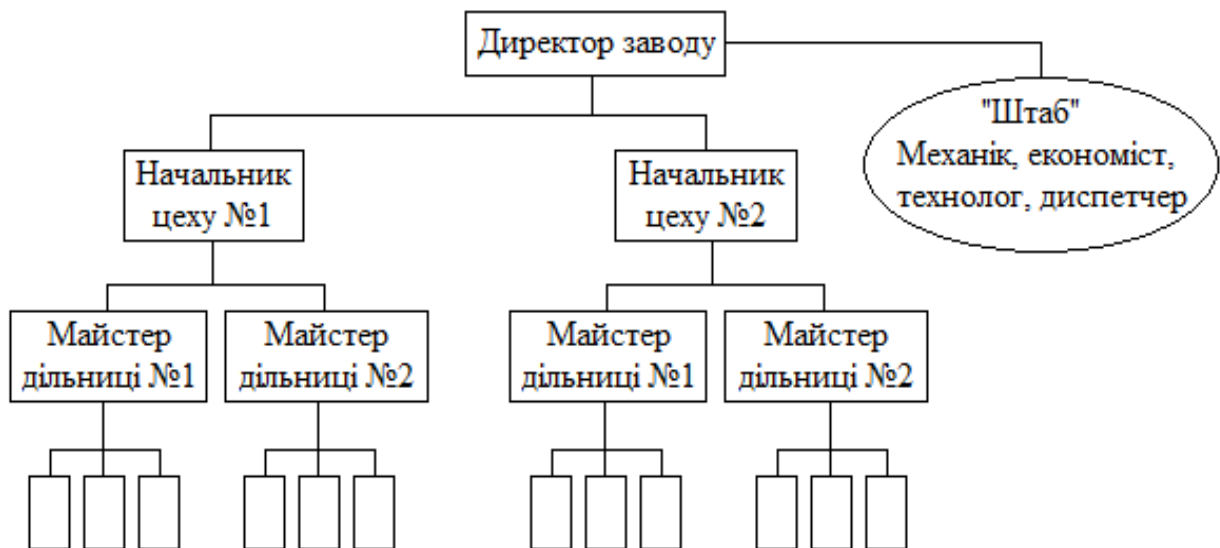 Директор заводу
"Штаб"
Механік, економіст,
технолог, диспетчер
Начальник
цеху №1
Начальник
цеху №2
Майстер
дільниці №1
Майстер
дільниці №2
Майстер
дільниці №1
Майстер
дільниці №2